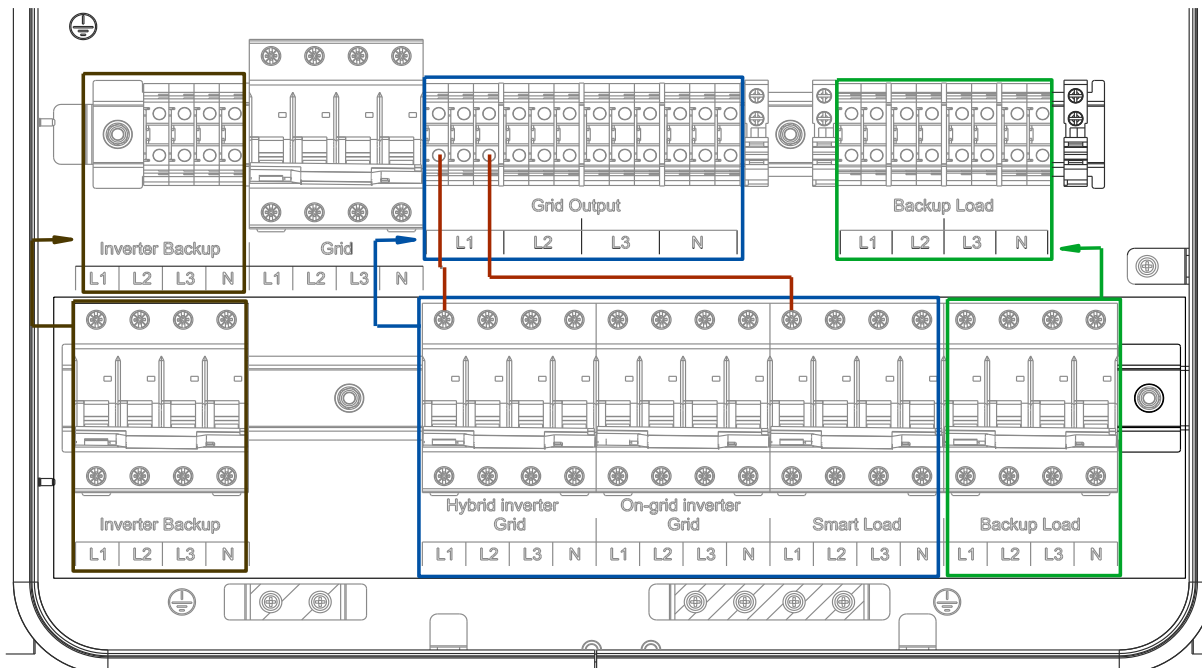 Grid Output
Backup Load
L1 L2 L3 N
L1 L2 L3 N
Inverter Backup
Grid
L1 L2 L3 N
L1 L2 L3 N
Hybrid inverter
Grid
On-grid inverter
Grid
Inverter Backup
Smart Load
Backup Load
L1 L2 L3 N
L1 L2 L3 N
L1 L2 L3 N
L1 L2 L3 N
L1 L2 L3 N